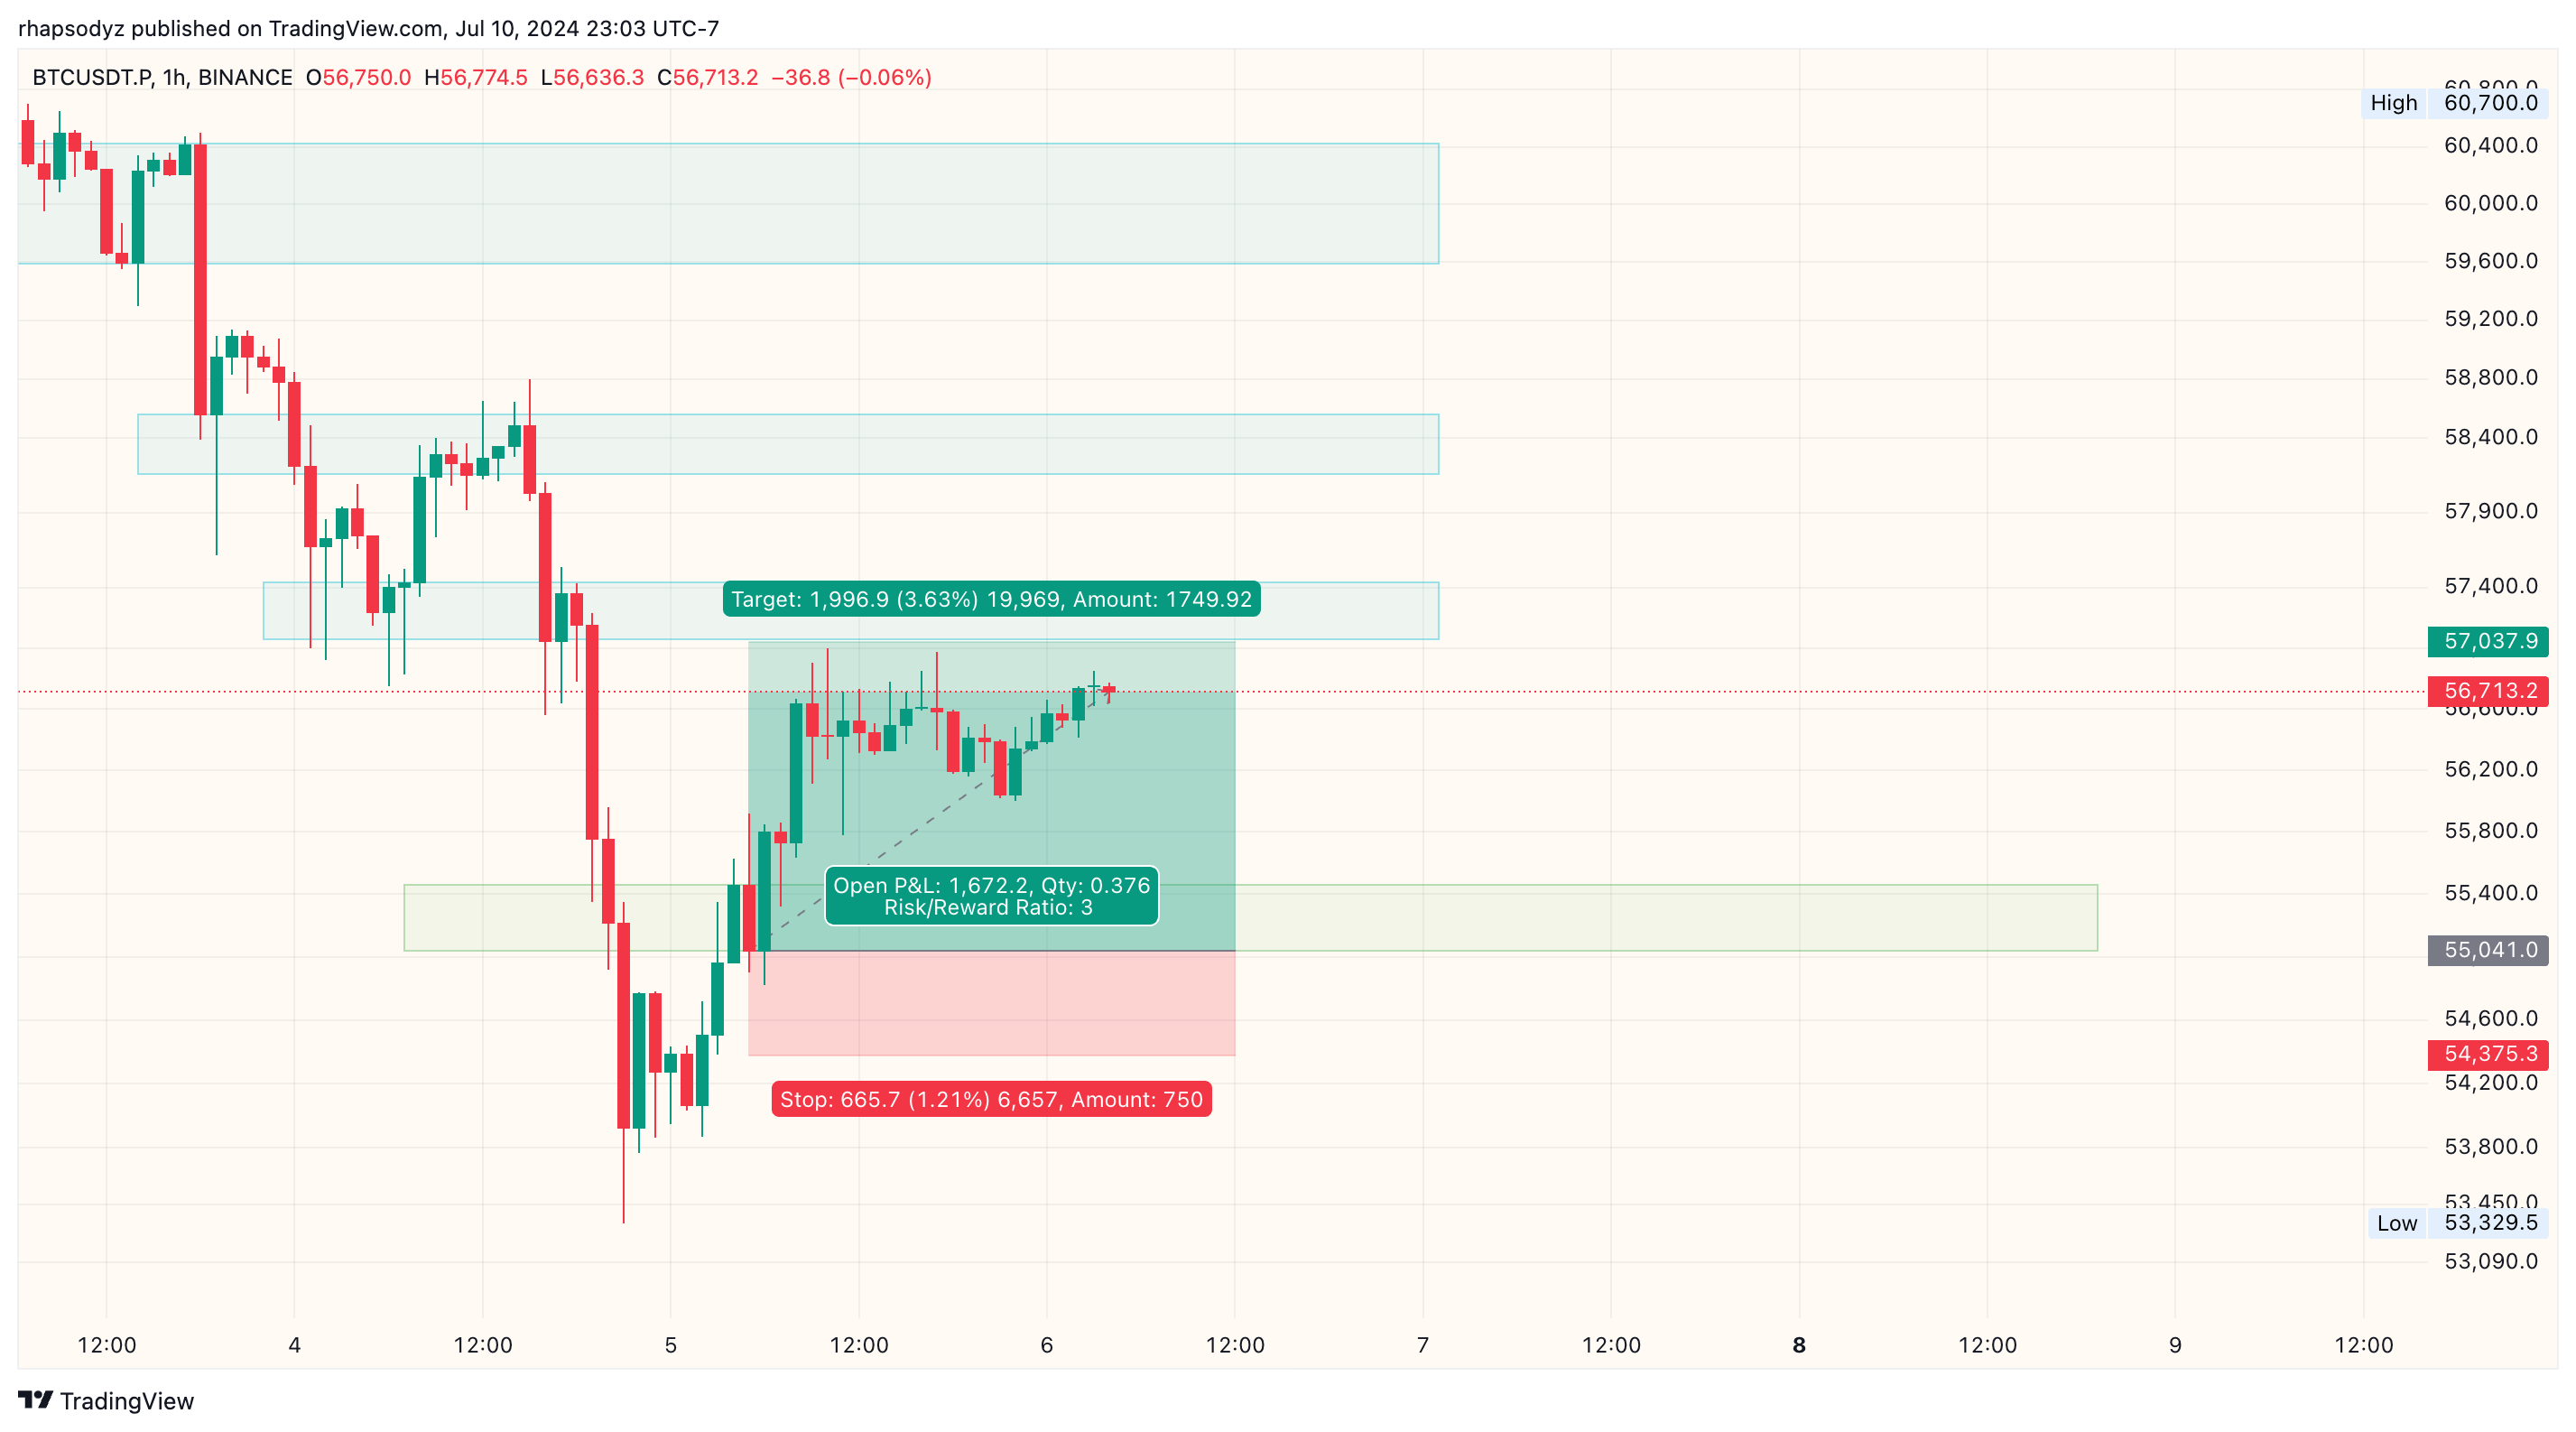 rhapsodyz published on TradingView.com, Jul 10, 2024 23:03 UTC-7
BTCUSDT.P, 1h, BINANCE O56,750.0 H56,774.5 L56,636.3 C56,713.2 −36.8 (−0.06%)
60,800.0
High 60,700.0
60,400.0
60,000.0
59,600.0
59,200.0
58,800.0
58,400.0
57,900.0
57,400.0
Target: 1,996.9 (3.63%) 19,969, Amount: 1749.92
57,037.9
56,713.2
56,600.0
56,200.0
55,800.0
Open P&L: 1,672.2, Qty: 0.376
Risk/Reward Ratio: 3
55,400.0
55,041.0
54,600.0
54,375.3
54,200.0
Stop: 665.7 (1.21%) 6,657, Amount: 750
53,800.0
53,450.0
Low 53,329.5
53,090.0
12:00 4 12:00 5 12:00 6 12:00 7 12:00 8 12:00 9 12:00
TradingView